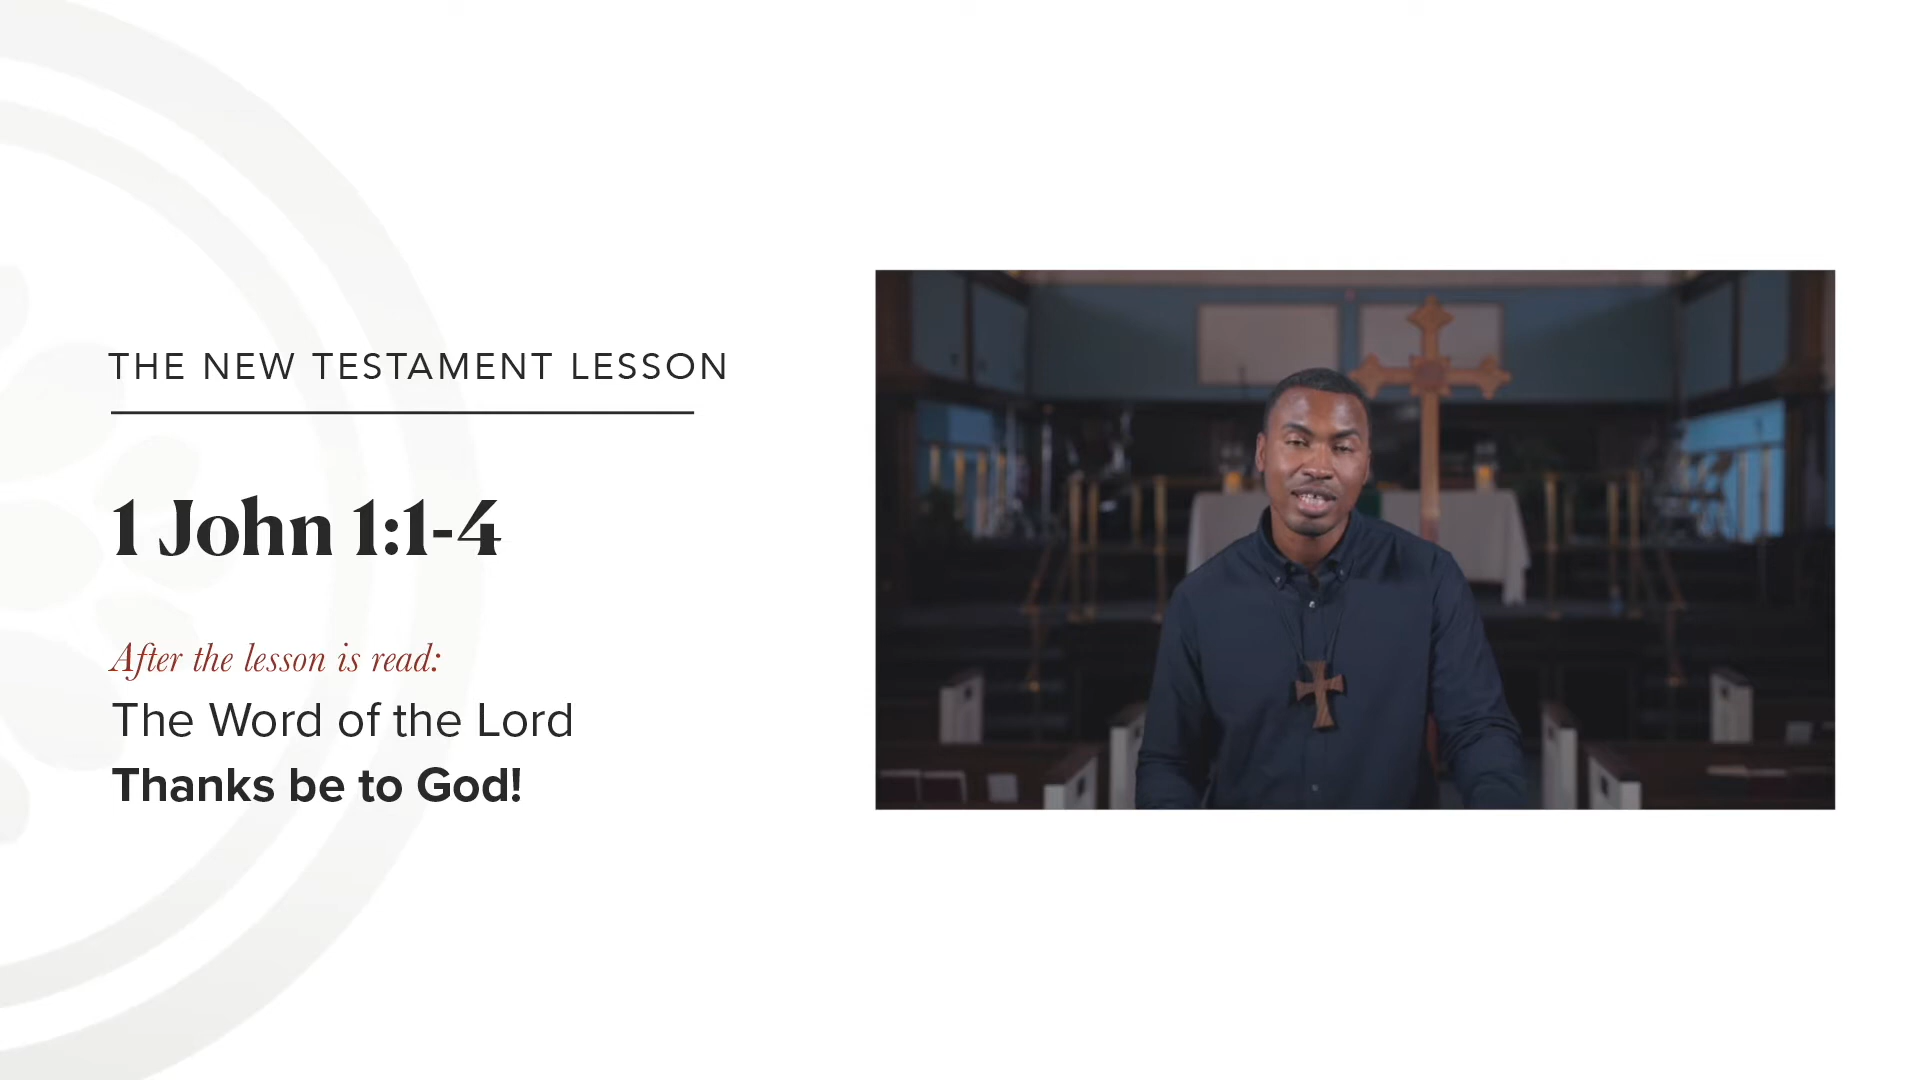 THE NEW TESTAMENT LESSON
1 John 1:1-4
After the lesson is read:
The Word of the Lord
Thanks be to God!